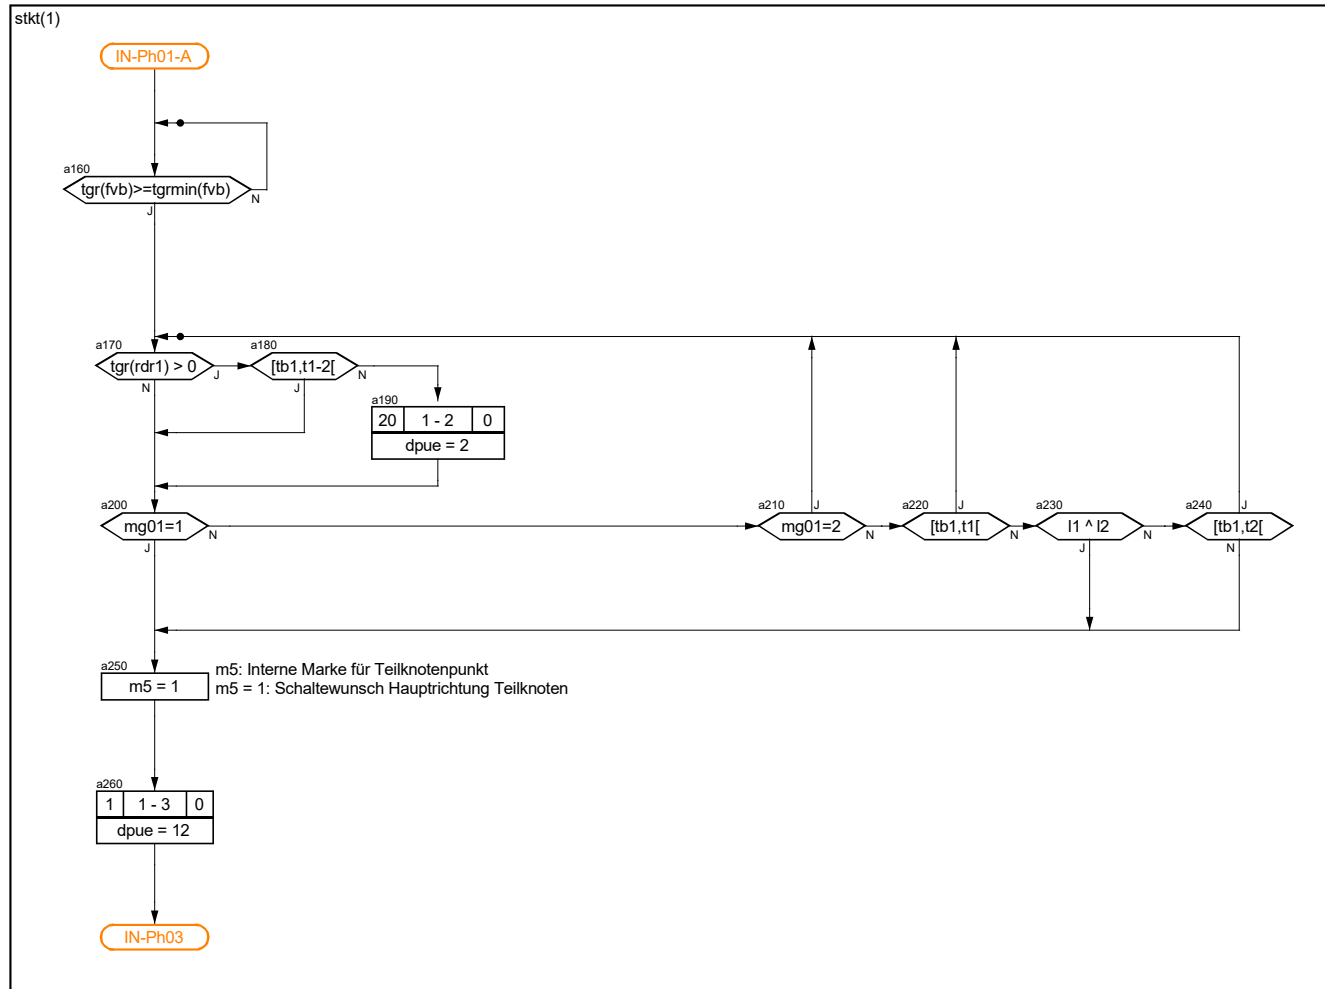 stkt(1)
IN-Ph01-A
a160
tgr(fvb)>=tgrmin(fvb)
N
J
a170
tgr(rdr1) > 0
J
N
a180
[tb1,t1-2[
N
J
a190
20 1 - 2 0
dpue = 2
a200
mg01=1
N
J
a210
mg01=2
J
N
a220
[tb1,t1[
J
N
a230
l1 ^ l2
N
J
a240
[tb1,t2[
J
N
a250
m5 = 1
m5: Interne Marke für Teilknotenpunkt
m5 = 1: Schaltewunsch Hauptrichtung Teilknoten
a260
1 1 - 3 0
dpue = 12
IN-Ph03